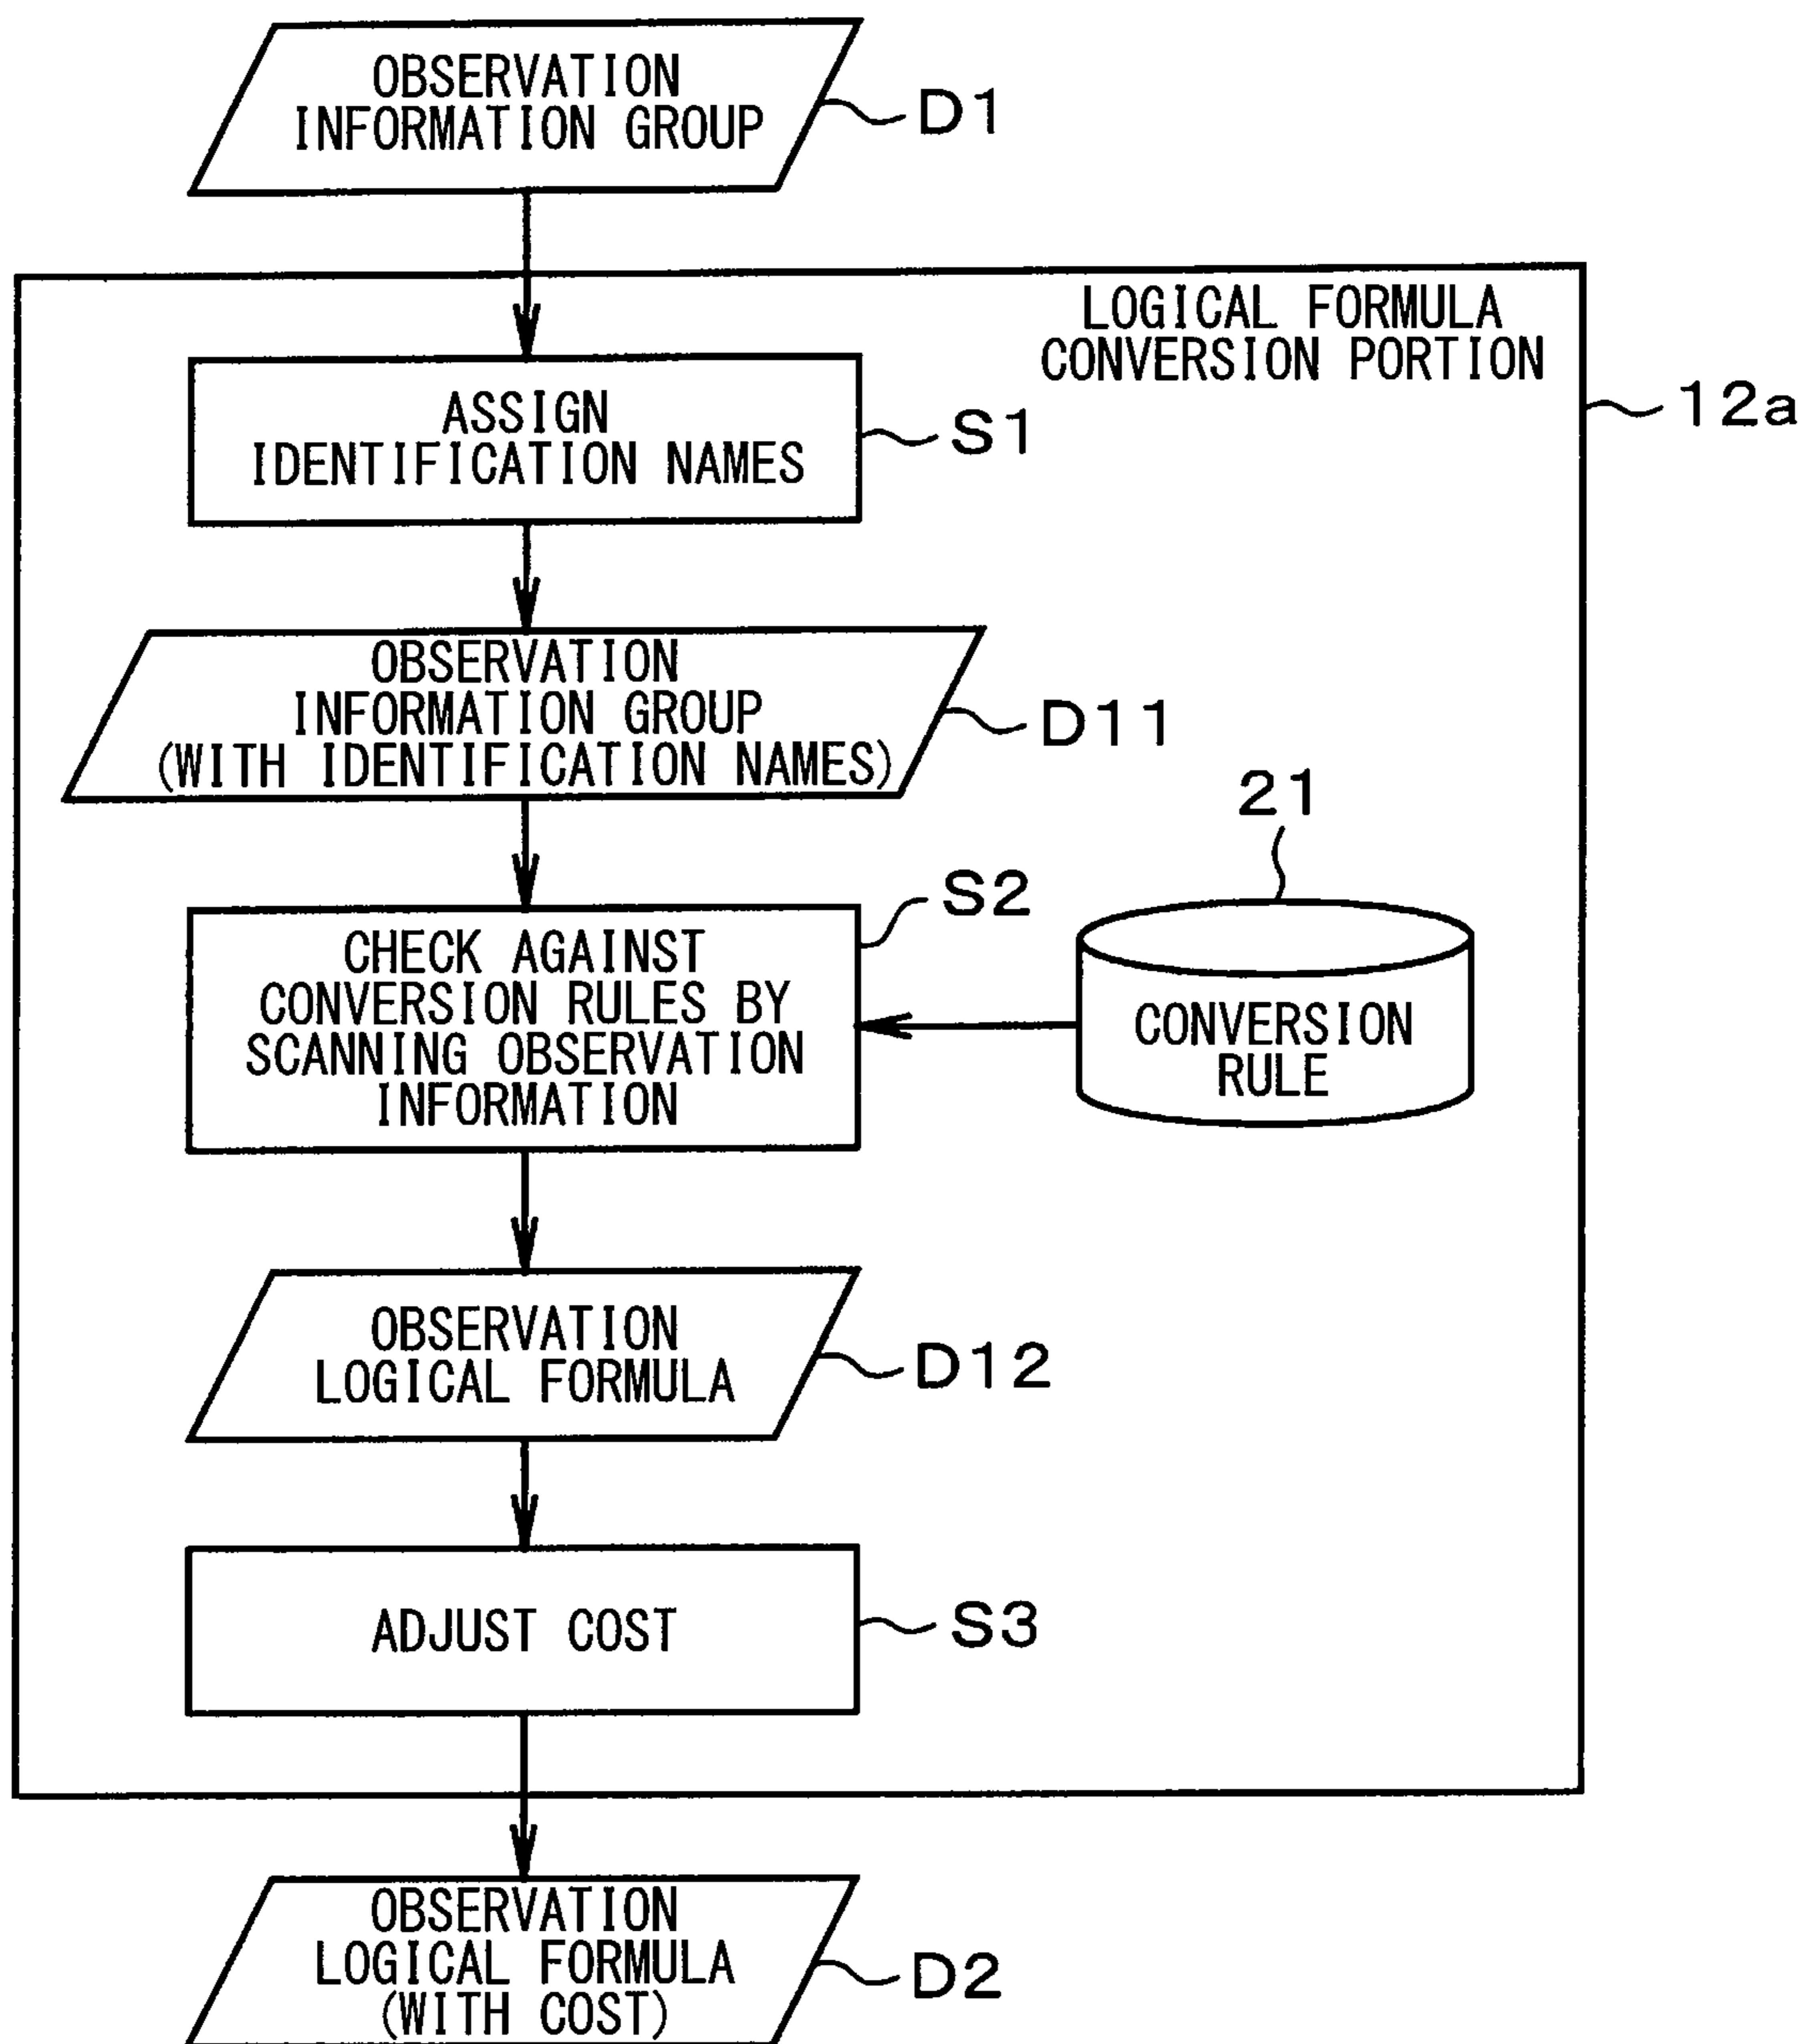 OBSERVATION
INFORMATION GROUP
D1
LOGICAL FORMULA
CONVERSION PORTION
12a
ASSIGN
IDENTIFICATION NAMES
S1
OBSERVATION
INFORMATION GROUP
(WITH IDENTIFICATION NAMES)
D11
21
S2
CHECK AGAINST
CONVERSION RULES BY
SCANNING OBSERVATION
INFORMATION
CONVERSION
RULE
OBSERVATION
LOGICAL FORMULA
D12
ADJUST COST
S3
OBSERVATION
LOGICAL FORMULA
(WITH COST)
D2